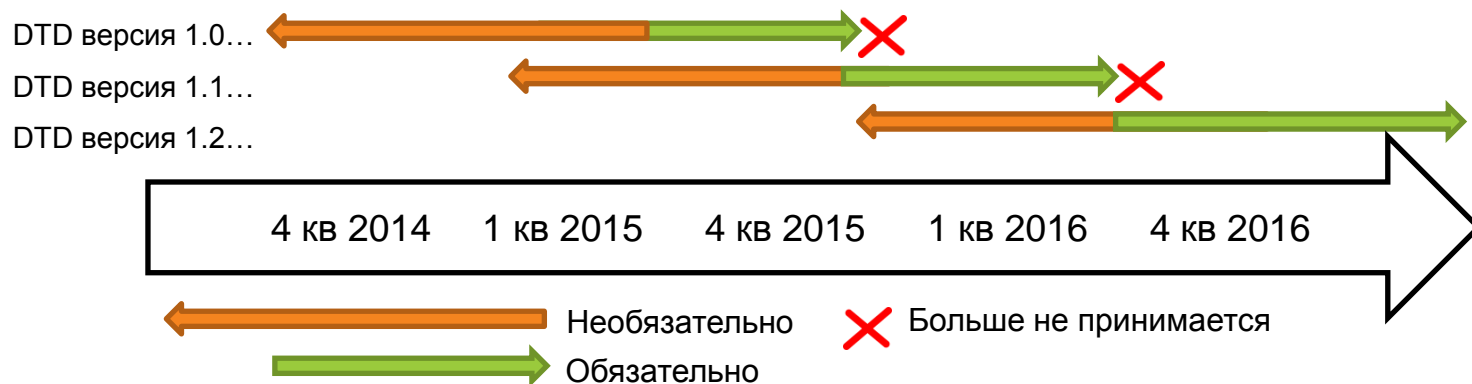 DTD версия 1.0…
DTD версия 1.1…
DTD версия 1.2…
4 кв 2014 1 кв 2015 4 кв 2015 1 кв 2016 4 кв 2016
Необязательно Больше не принимается
Обязательно